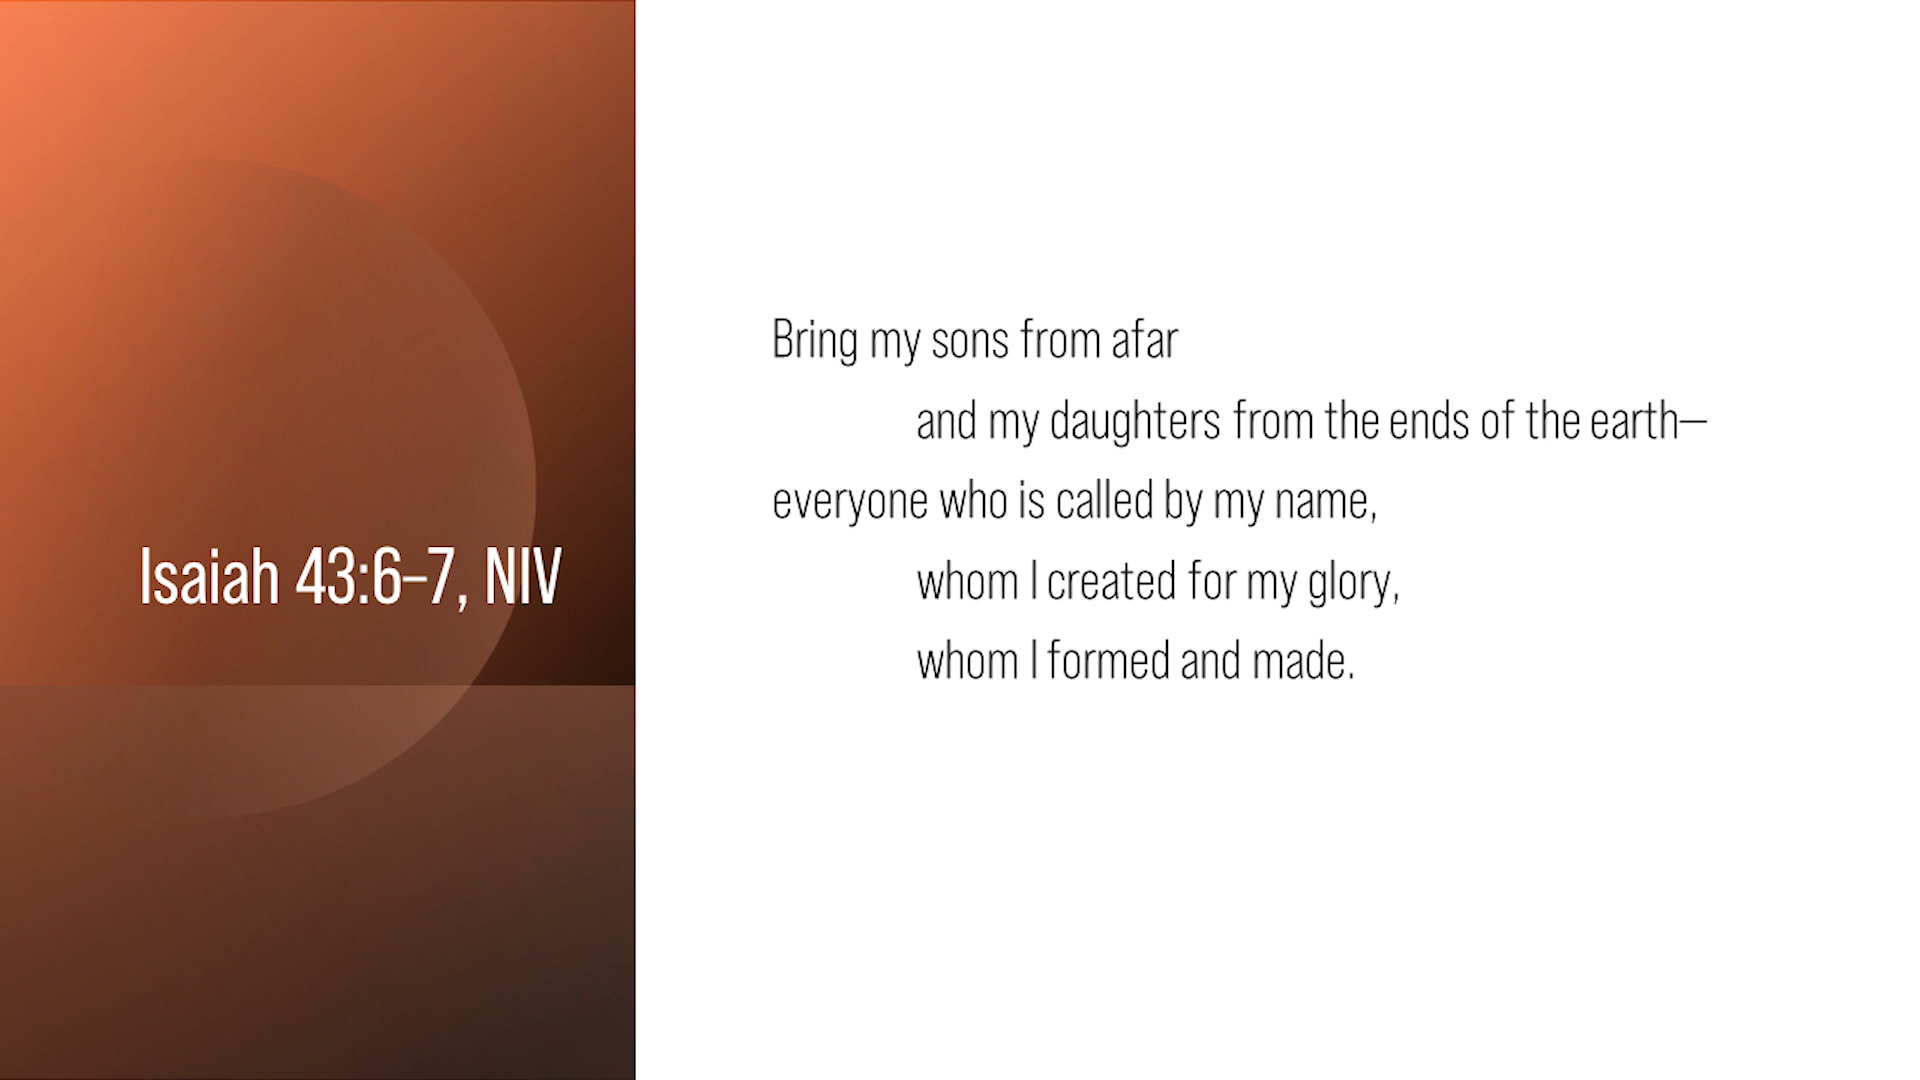 Isaiah 43:6–7, NIV
Bring my sons from afar
and my daughters from the ends of the earth—
everyone who is called by my name,
whom I created for my glory,
whom I formed and made.